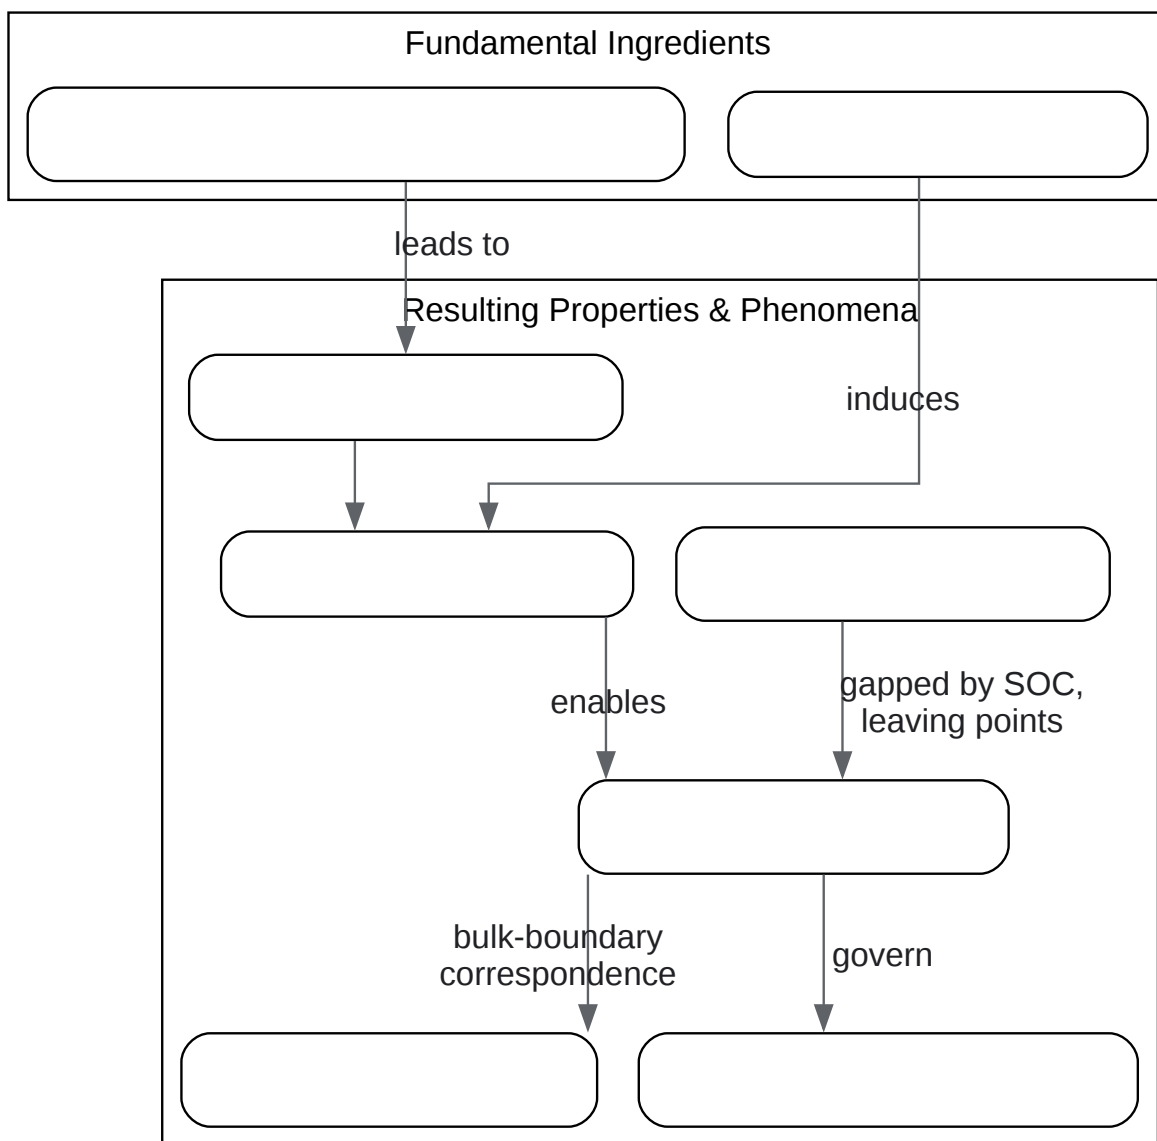 Fundamental Ingredients
leads to
Resulting Properties & Phenomena
induces
enables
gapped by SOC,
leaving points
bulk-boundary
correspondence
govern